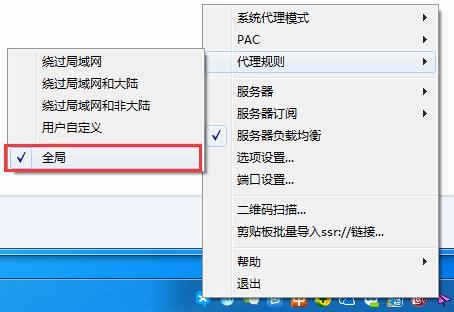 系统代理模式
PAC
代理规则
绕过局域网
绕过局域网和大陆
绕过局域网和非大陆
用户自定义
全局
服务器
服务器订阅
服务器负载均衡
选项设置...
端口设置...
二维码扫描...
剪贴板批量导入ssr://链接...
帮助
退出
中